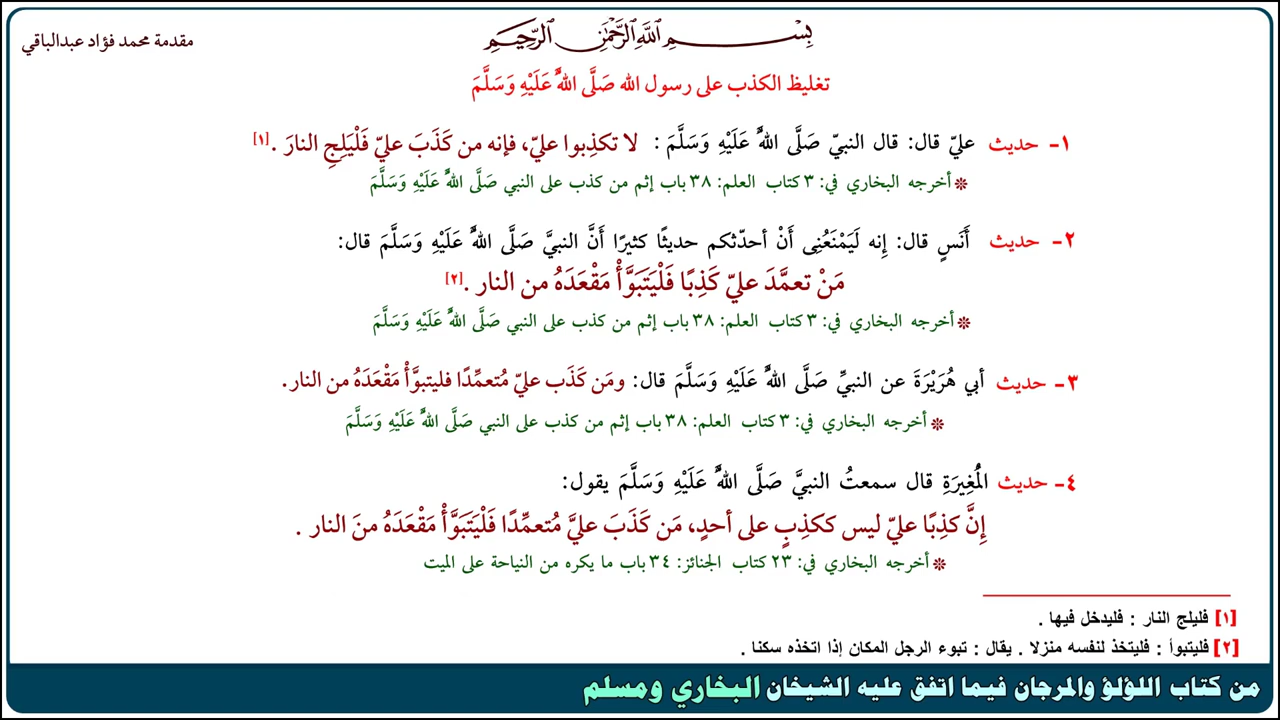 مقدمة محمد فؤاد عبدالباقي
بِسْمِ اللَّهِ الرَّحْمَٰنِ الرَّحِيمِ
تغليظ الكذب على رسول الله صَلَّى اللهُ عَلَيْهِ وَسَلَّمَ
١- حديث عليّ قال: قال النبيّ صَلَّى اللهُ عَلَيْهِ وَسَلَّمَ : لا تكذِبوا عليّ، فإنه من كَذَبَ عليّ فَلْيَلِجِ النارَ .[١]
❊أخرجه البخاري في: ٣ كتاب العلم: ٣٨ باب إثم من كذب على النبي صَلَّى اللهُ عَلَيْهِ وَسَلَّمَ
٢- حديث أَنَسٍ قال: إِنه لَيَمْنَعُنِى أَنْ أحدّثكم حديثًا كثيرًا أَنَّ النبيَّ صَلَّى اللهُ عَلَيْهِ وَسَلَّمَ قال:
مَنْ تعمَّدَ عليّ كَذِبًا فَلْيَتَبَوَّأْ مَقْعَدَهُ من النار .[٢]
❊أخرجه البخاري في: ٣ كتاب العلم: ٣٨ باب إثم من كذب على النبي صَلَّى اللهُ عَلَيْهِ وَسَلَّمَ
٣- حديث أبي هُرَيْرَةَ عن النبيِّ صَلَّى اللهُ عَلَيْهِ وَسَلَّمَ قال: ومَن كَذَب عليّ مُتعمِّدًا فليتبوَّأْ مَقْعَدَهُ من النار.
❊أخرجه البخاري في: ٣ كتاب العلم: ٣٨ باب إثم من كذب على النبي صَلَّى اللهُ عَلَيْهِ وَسَلَّمَ
٤- حديث المُغِيرَةِ قال سمعتُ النبيَّ صَلَّى اللهُ عَلَيْهِ وَسَلَّمَ يقول:
إِنَّ كذِبًا عليّ ليس ككذِبٍ على أحدٍ، مَن كَذَبَ عليَّ مُتعمِّدًا فَلْيَتَبَوَّأْ مَقْعَدَهُ منَ النار .
❊أخرجه البخاري في: ٢٣ كتاب الجنائز: ٣٤ باب ما يكره من النياحة على الميت
[١] فليلج النار : فليدخل فيها .
[٢] فليتبوأ : فليتخذ لنفسه منزلا . يقال : تبوء الرجل المكان إذا اتخذه سكنا .
من كتاب اللؤلؤ والمرجان فيما اتفق عليه الشيخان البخاري ومسلم